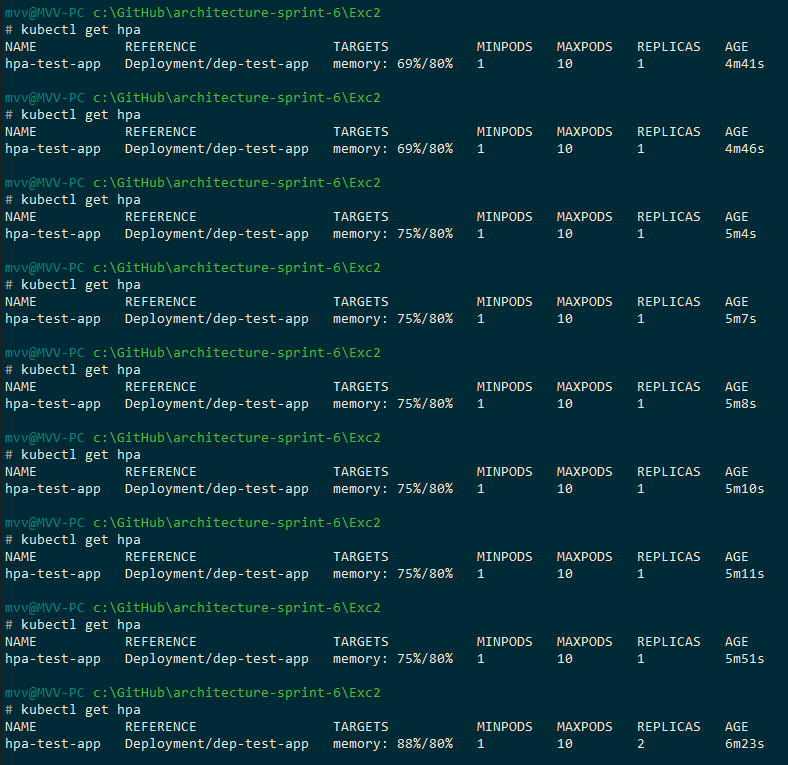 mvv@MVV-PC c:\GitHub\architecture-sprint-6\Exc2
# kubectl get hpa
NAME REFERENCE TARGETS MINPODS MAXPODS REPLICAS AGE
hpa-test-app Deployment/dep-test-app memory: 69%/80% 1 10 1 4m41s
mvv@MVV-PC c:\GitHub\architecture-sprint-6\Exc2
# kubectl get hpa
NAME REFERENCE TARGETS MINPODS MAXPODS REPLICAS AGE
hpa-test-app Deployment/dep-test-app memory: 69%/80% 1 10 1 4m46s
mvv@MVV-PC c:\GitHub\architecture-sprint-6\Exc2
# kubectl get hpa
NAME REFERENCE TARGETS MINPODS MAXPODS REPLICAS AGE
hpa-test-app Deployment/dep-test-app memory: 75%/80% 1 10 1 5m4s
mvv@MVV-PC c:\GitHub\architecture-sprint-6\Exc2
# kubectl get hpa
NAME REFERENCE TARGETS MINPODS MAXPODS REPLICAS AGE
hpa-test-app Deployment/dep-test-app memory: 75%/80% 1 10 1 5m7s
mvv@MVV-PC c:\GitHub\architecture-sprint-6\Exc2
# kubectl get hpa
NAME REFERENCE TARGETS MINPODS MAXPODS REPLICAS AGE
hpa-test-app Deployment/dep-test-app memory: 75%/80% 1 10 1 5m8s
mvv@MVV-PC c:\GitHub\architecture-sprint-6\Exc2
# kubectl get hpa
NAME REFERENCE TARGETS MINPODS MAXPODS REPLICAS AGE
hpa-test-app Deployment/dep-test-app memory: 75%/80% 1 10 1 5m10s
mvv@MVV-PC c:\GitHub\architecture-sprint-6\Exc2
# kubectl get hpa
NAME REFERENCE TARGETS MINPODS MAXPODS REPLICAS AGE
hpa-test-app Deployment/dep-test-app memory: 75%/80% 1 10 1 5m11s
mvv@MVV-PC c:\GitHub\architecture-sprint-6\Exc2
# kubectl get hpa
NAME REFERENCE TARGETS MINPODS MAXPODS REPLICAS AGE
hpa-test-app Deployment/dep-test-app memory: 75%/80% 1 10 1 5m51s
mvv@MVV-PC c:\GitHub\architecture-sprint-6\Exc2
# kubectl get hpa
NAME REFERENCE TARGETS MINPODS MAXPODS REPLICAS AGE
hpa-test-app Deployment/dep-test-app memory: 88%/80% 1 10 2 6m23s